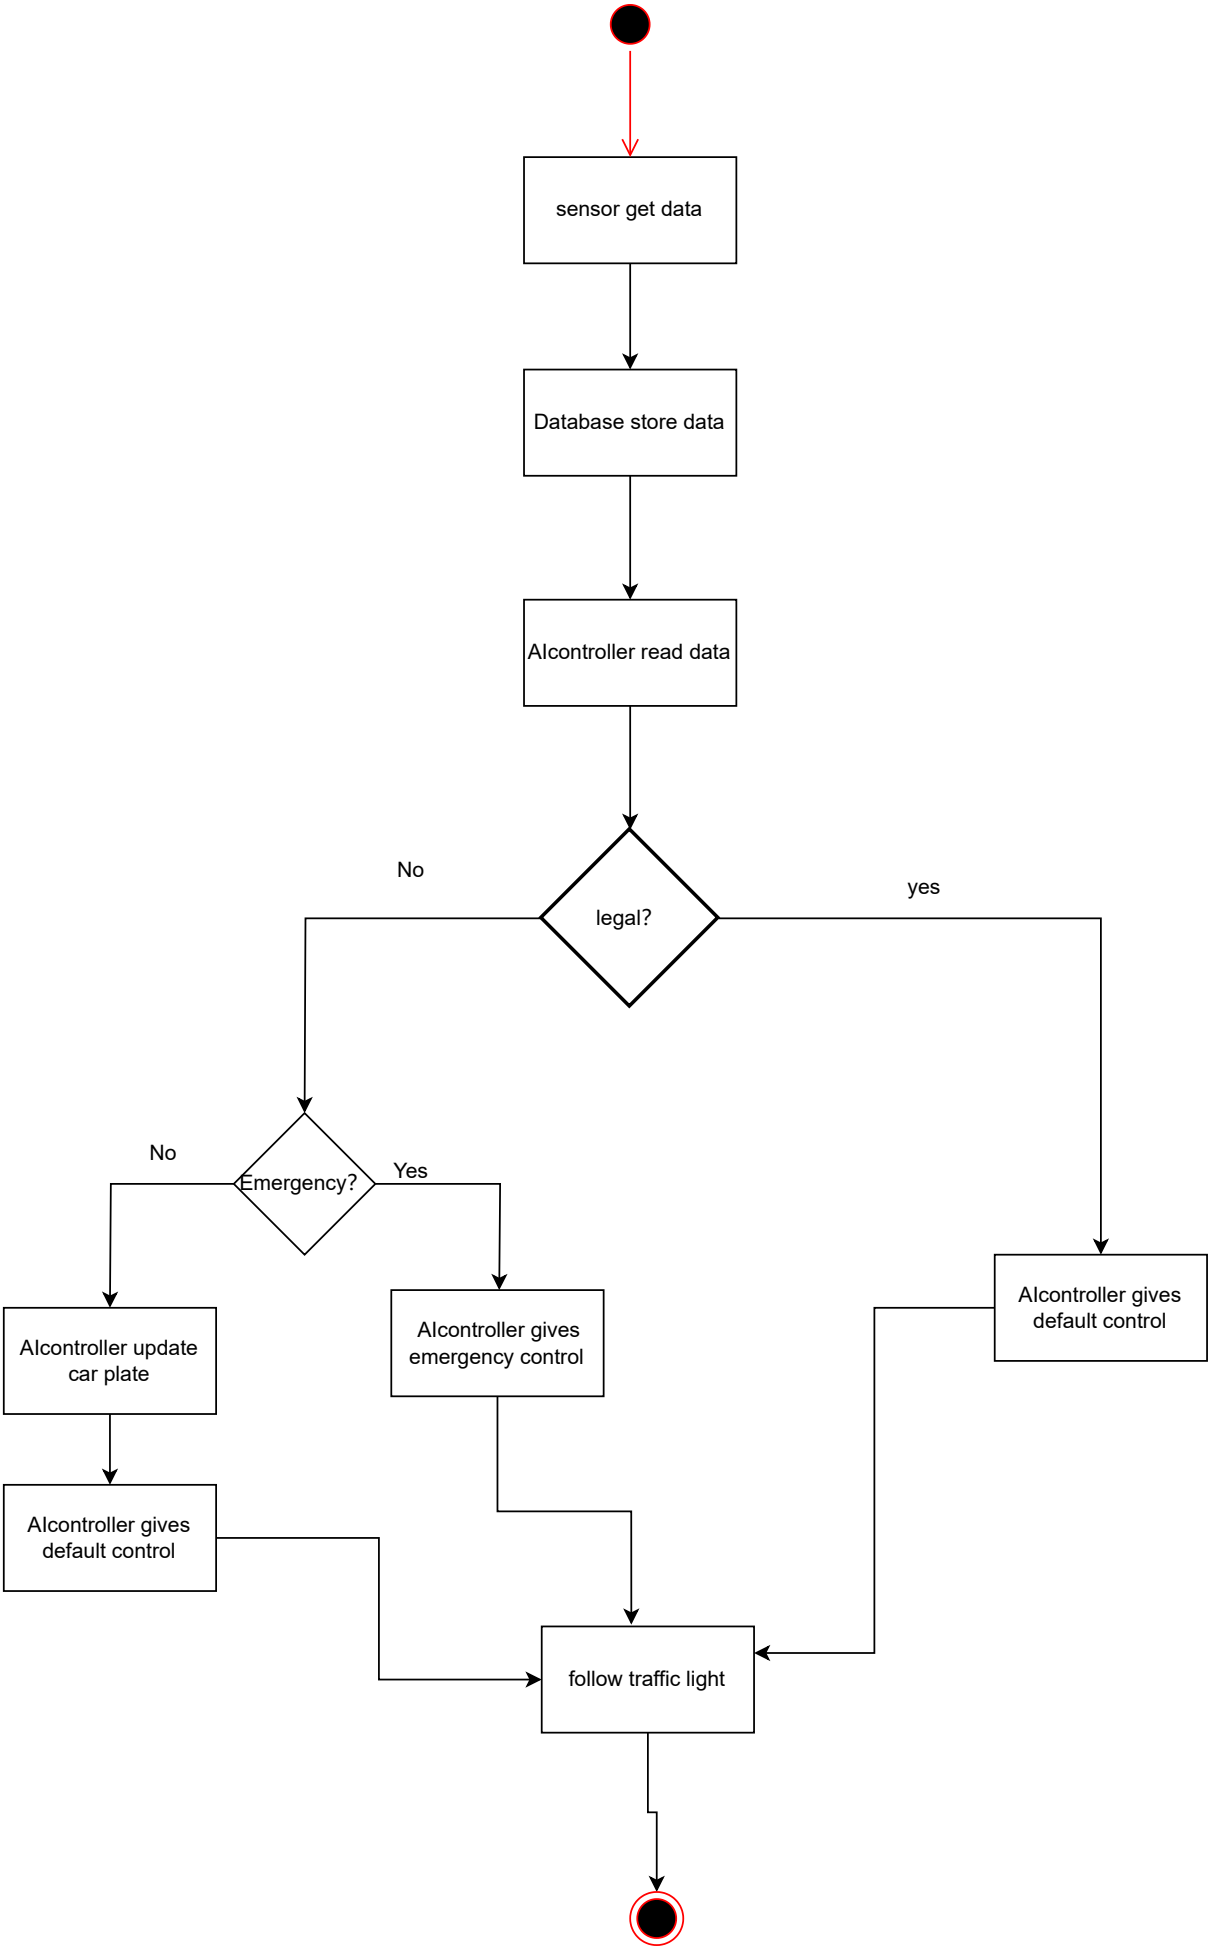 sensor get data
Database store data
AIcontroller read data
No
yes
legal?
No
Yes
Emergency?
AIcontroller gives
default control
AIcontroller gives
emergency control
AIcontroller update
car plate
AIcontroller gives
default control
follow traffic light